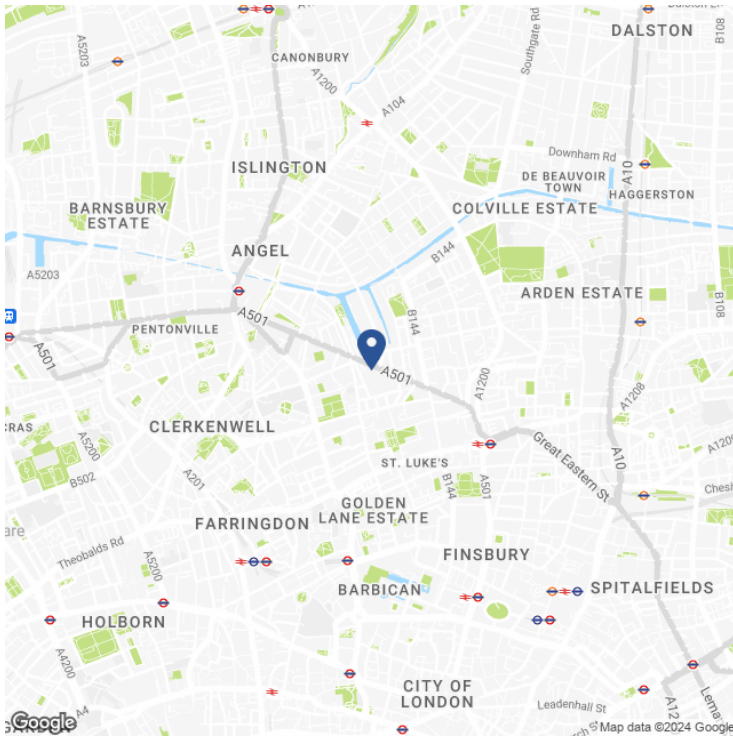 DALSTON
B108
Southgate Rd
A5203
CANONBURY
A1200
A104
Downham Rd
A10
ISLINGTON
DE BEAUVOIR
TOWN
HAGGERSTON
BARNSBURY
ESTATE
COLVILLE ESTATE
ANGEL
B144
A5203
ARDEN ESTATE
B108
A501
B144
PENTONVILLE
A501
A501
A1200
A1208
CRAS
A5200
CLERKENWELL
A10
A1209
Great Eastern St
ST. LUKE'S
B502
A201
B144
A501
GOLDEN
LANE ESTATE
FARRINGDON
Theobalds Rd
A5200
FINSBURY
BARBICAN
SPITALFIELDS
HOLBORN
A4200
CITY OF
LONDON
Leadenhall St
A4
Google
Map data ©2024 Google